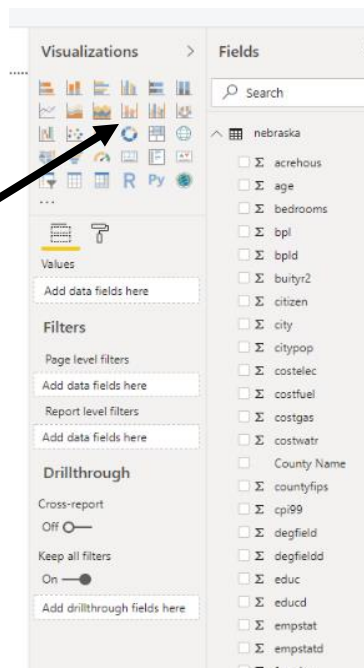 Visualizations
Fields
Search
nebraska
R Py
...
Values
Add data fields here
Filters
Page level filters
Add data fields here
Report level filters
Add data fields here
Drillthrough
Cross-report
Off
Keep all filters
On
Add drillthrough fields here
Σ acrehous
Σ age
Σ bedrooms
Σ bpl
Σ bpld
Σ buityr2
Σ citizen
Σ city
Σ citypop
Σ costelec
Σ costfuel
Σ costgas
Σ costwatr
County Name
Σ countyfips
Σ cpi99
Σ degfield
Σ degfieldd
Σ educ
Σ educd
Σ empstat
Σ empstatd